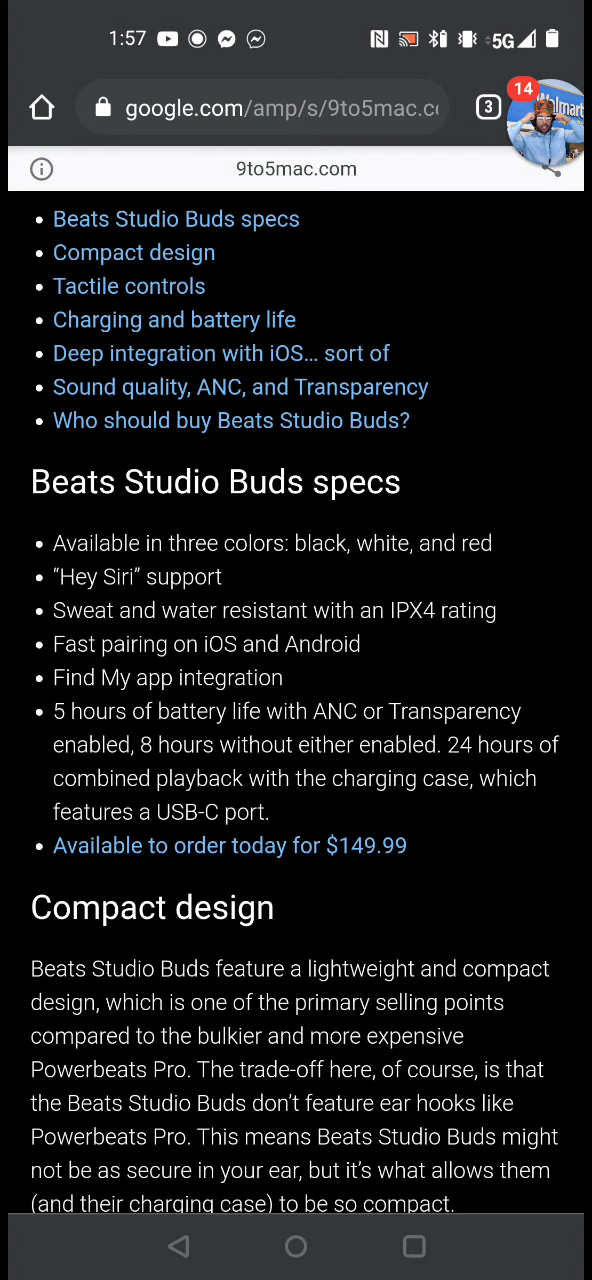 1:57
5G
google.com/amp/s/9to5mac.c
3
14
Walmart
9to5mac.com
• Beats Studio Buds specs
• Compact design
• Tactile controls
• Charging and battery life
• Deep integration with iOS… sort of
• Sound quality, ANC, and Transparency
• Who should buy Beats Studio Buds?
Beats Studio Buds specs
• Available in three colors: black, white, and red
• “Hey Siri” support
• Sweat and water resistant with an IPX4 rating
• Fast pairing on iOS and Android
• Find My app integration
• 5 hours of battery life with ANC or Transparency
enabled, 8 hours without either enabled. 24 hours of
combined playback with the charging case, which
features a USB-C port.
• Available to order today for $149.99
Compact design
Beats Studio Buds feature a lightweight and compact
design, which is one of the primary selling points
compared to the bulkier and more expensive
Powerbeats Pro. The trade-off here, of course, is that
the Beats Studio Buds don’t feature ear hooks like
Powerbeats Pro. This means Beats Studio Buds might
not be as secure in your ear, but it’s what allows them
(and their charging case) to be so compact.